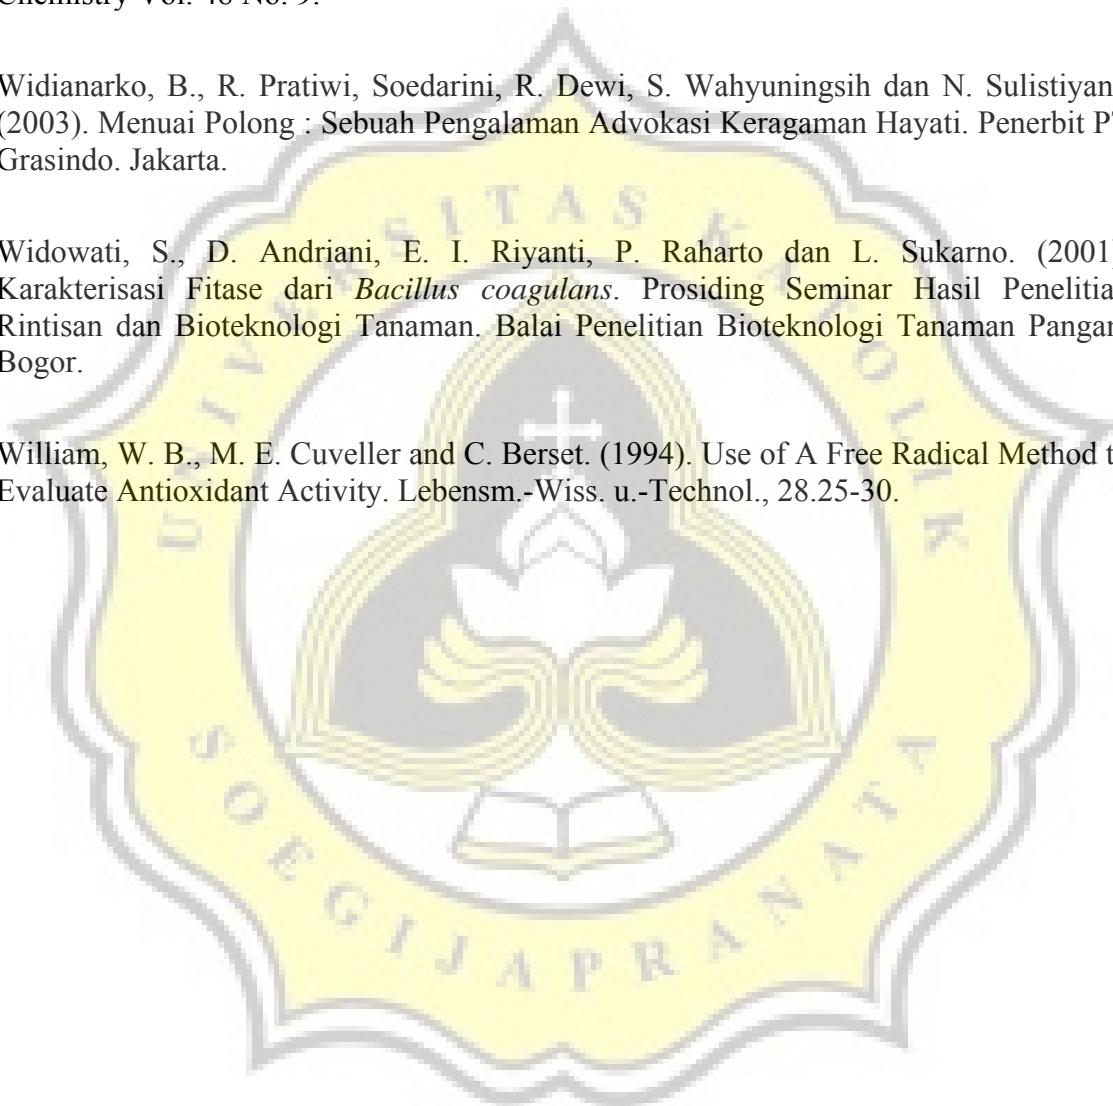 Chemistry Vol. 48 No. 9.
Widianarko, B., R. Pratiwi, Soedarini, R. Dewi, S. Wahyuningsih dan N. Sulistiyan
(2003). Menuai Polong : Sebuah Pengalaman Advokasi Keragaman Hayati. Penerbit P
Grasindo. Jakarta.
Widowati, S., D. Andriani, E. I. Riyanti, P. Raharto dan L. Sukarno. (2001)
Karakterisasi Fitase dari Bacillus coagulans. Prosiding Seminar Hasil Penelitia
Rintisan dan Bioteknologi Tanaman. Balai Penelitian Bioteknologi Tanaman Pangan
Bogor.
William, W. B., M. E. Cuveller and C. Berset. (1994). Use of A Free Radical Method t
Evaluate Antioxidant Activity. Lebensm.-Wiss. u.-Technol., 28.25-30.
UNIVERSITAS KATOLIK
SOEGIJAPRANATA